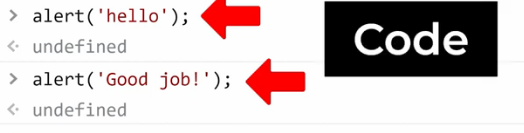 > alert('hello');
Code
<· undefined
> alert('Good job!');
<· undefined